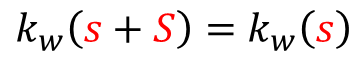 k_w(s + S) = k_w(s)